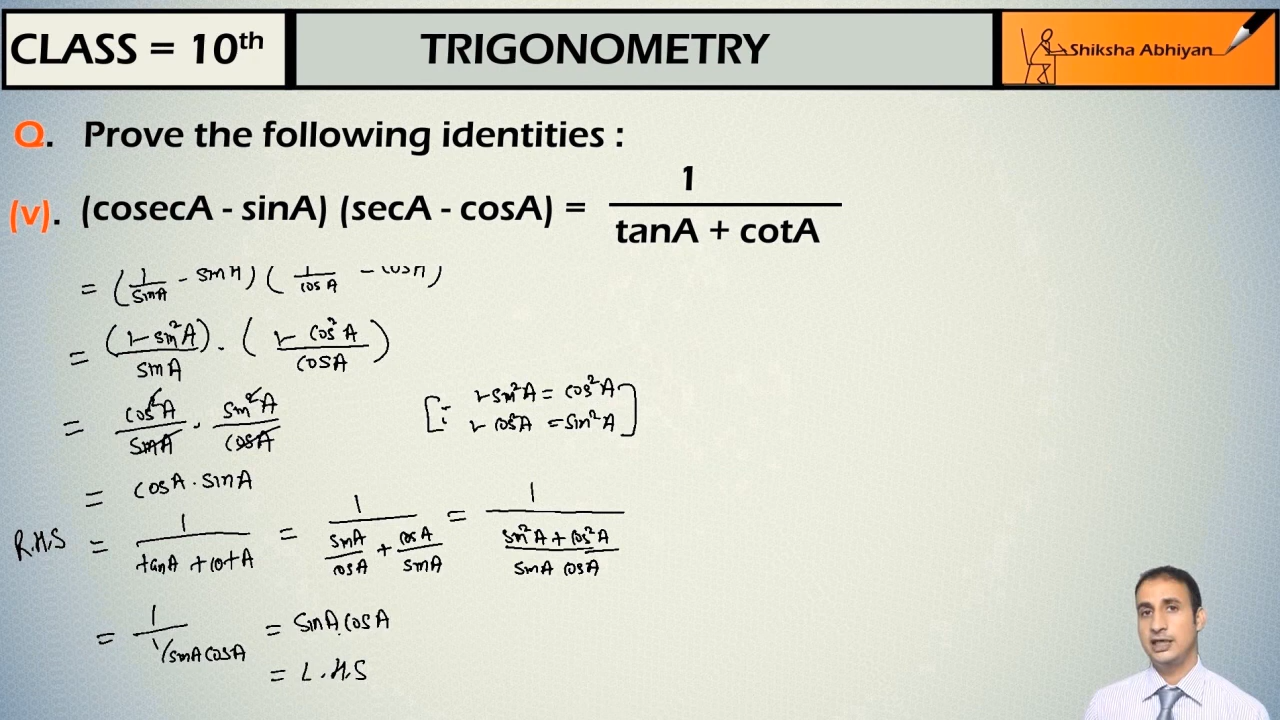 CLASS = 10th TRIGONOMETRY Shiksha Abhiyan
Q. Prove the following identities :
(v). (cosecA - sinA) (secA - cosA) = 1 / (tanA + cotA)
= (1/sinA - sinA) (1/cosA - cosA)
= (1-sin²A)/sinA . (1-cos²A / cosA)
= cos²A/sinA . sin²A/cosA [∵ 1-sin²A = cos²A
1-cos²A = sin²A]
= cosA . sinA
R.H.S = 1/(tanA + cotA) = 1/(sinA/cosA + cosA/sinA) = 1/((sin²A + cos²A)/(sinA cosA))
= 1/(1/sinA cosA) = sinA.cosA
= L.H.S